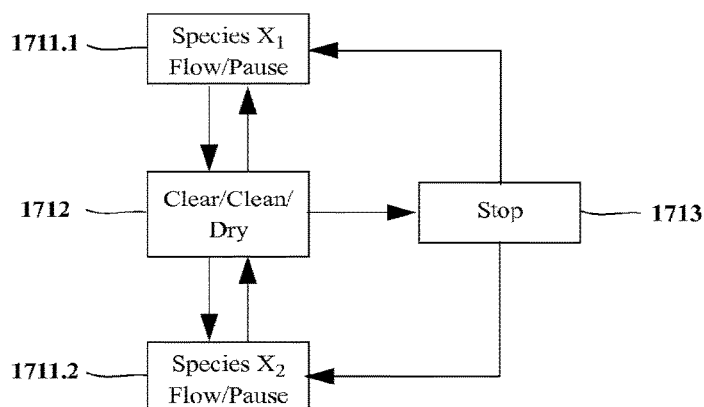 1711.1
Species X1
Flow/Pause
1712
Clear/Clean/
Dry
Stop
1713
1711.2
Species X2
Flow/Pause